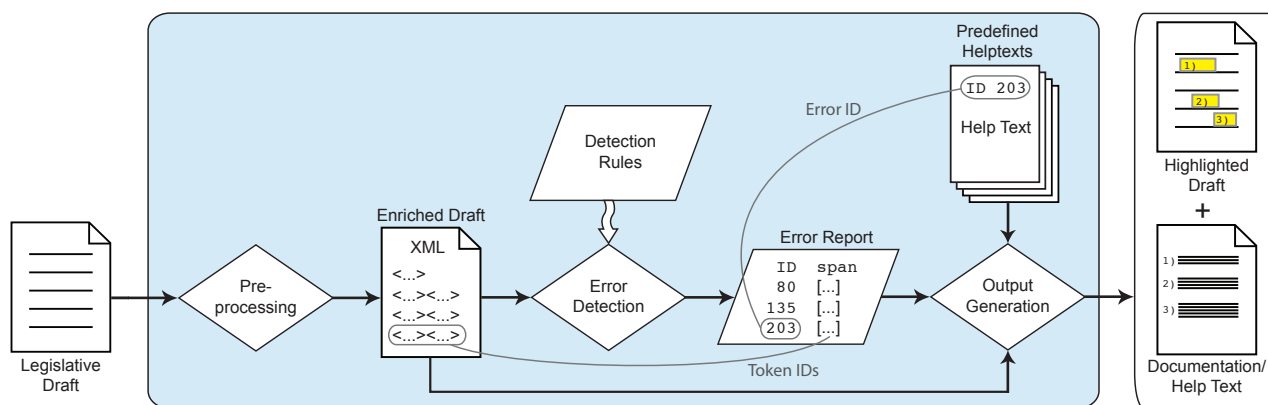 Legislative
Draft
Pre-
processing
Enriched Draft
XML
<...>
<...><...>
<...><...>
<...><...>
Detection
Rules
Error
Detection
Error Report
ID span
80 [...]
135 [...]
203 [...]
Error ID
Token IDs
Predefined
Helptexts
ID 203
Help Text
Output
Generation
1)
2)
3)
Highlighted
Draft
+
1)
2)
3)
Documentation/
Help Text